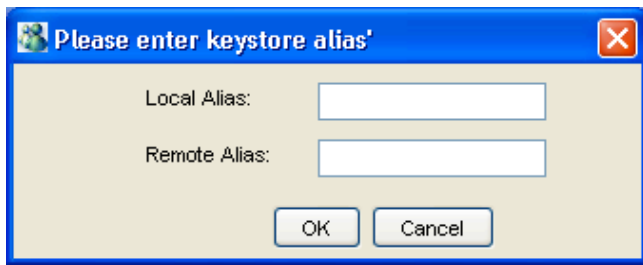 Please enter keystore alias'
Local Alias:
Remote Alias:
OK Cancel